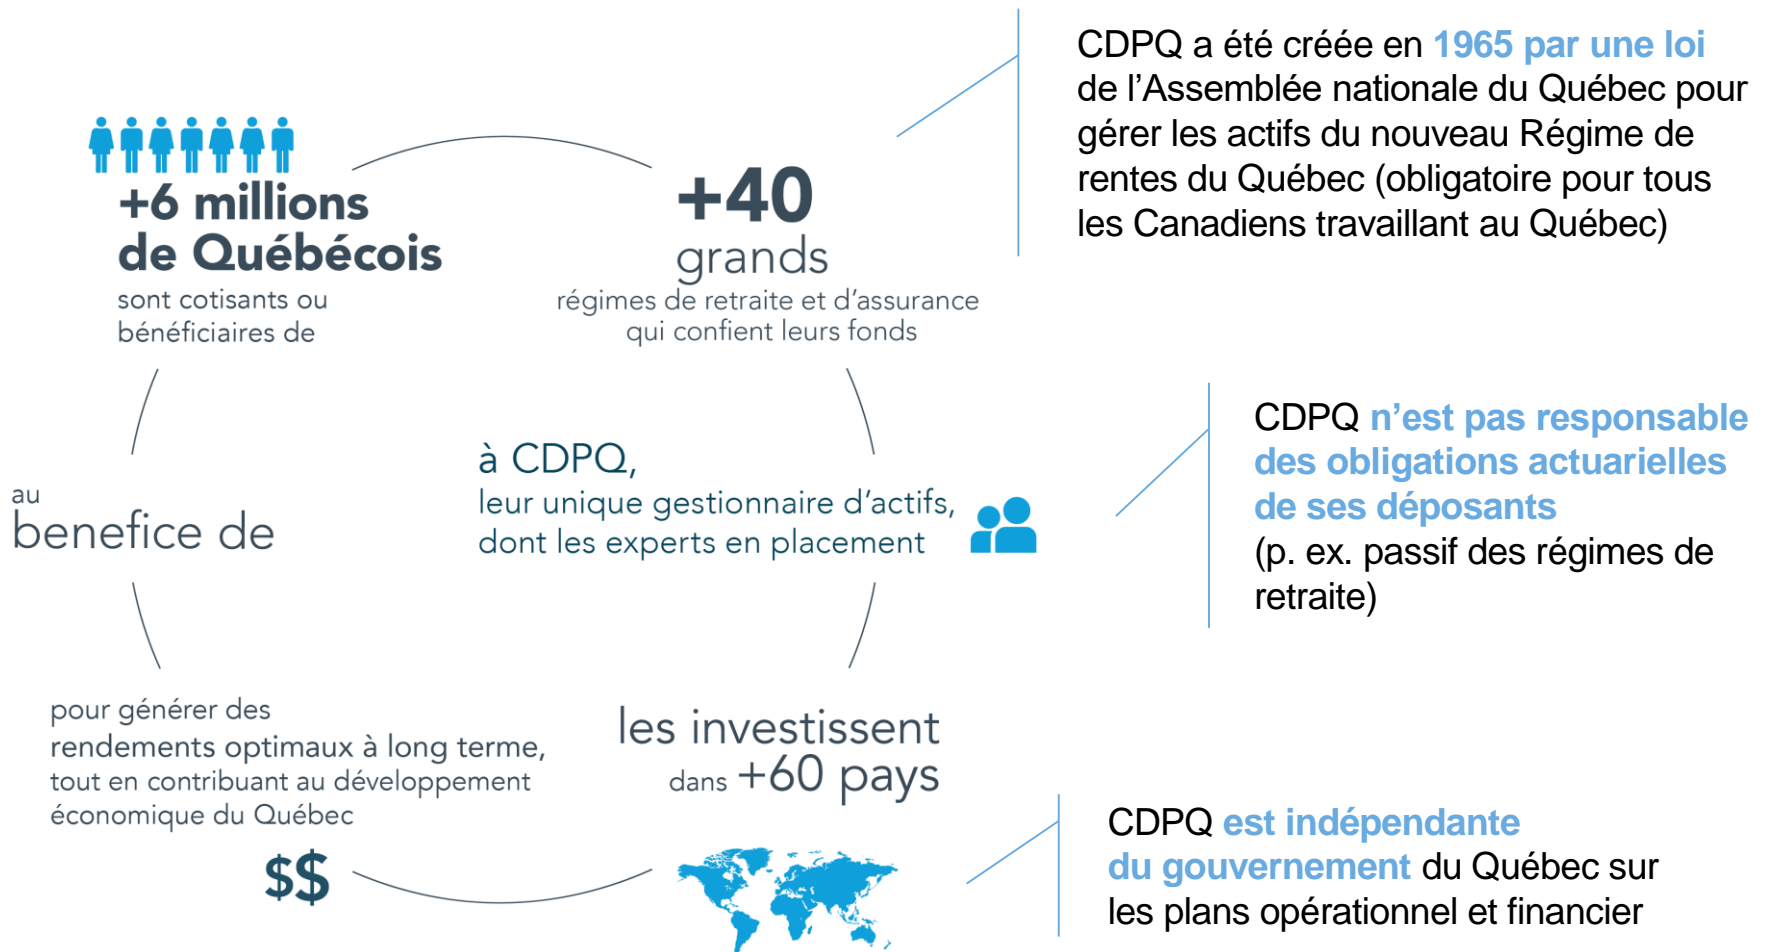 +6 millions
de Québécois
sont cotisants ou
bénéficiaires de
+40
grands
régimes de retraite et d'assurance
qui confient leurs fonds
à CDPQ,
leur unique gestionnaire d'actifs,
dont les experts en placement
les investissent
dans +60 pays
pour générer des
rendements optimaux à long terme,
tout en contribuant au développement
économique du Québec
$$
au
benefice de
CDPQ a été créée en 1965 par une loi
de l’Assemblée nationale du Québec pour
gérer les actifs du nouveau Régime de
rentes du Québec (obligatoire pour tous
les Canadiens travaillant au Québec)
CDPQ n’est pas responsable
des obligations actuarielles
de ses déposants
(p. ex. passif des régimes de
retraite)
CDPQ est indépendante
du gouvernement du Québec sur
les plans opérationnel et financier